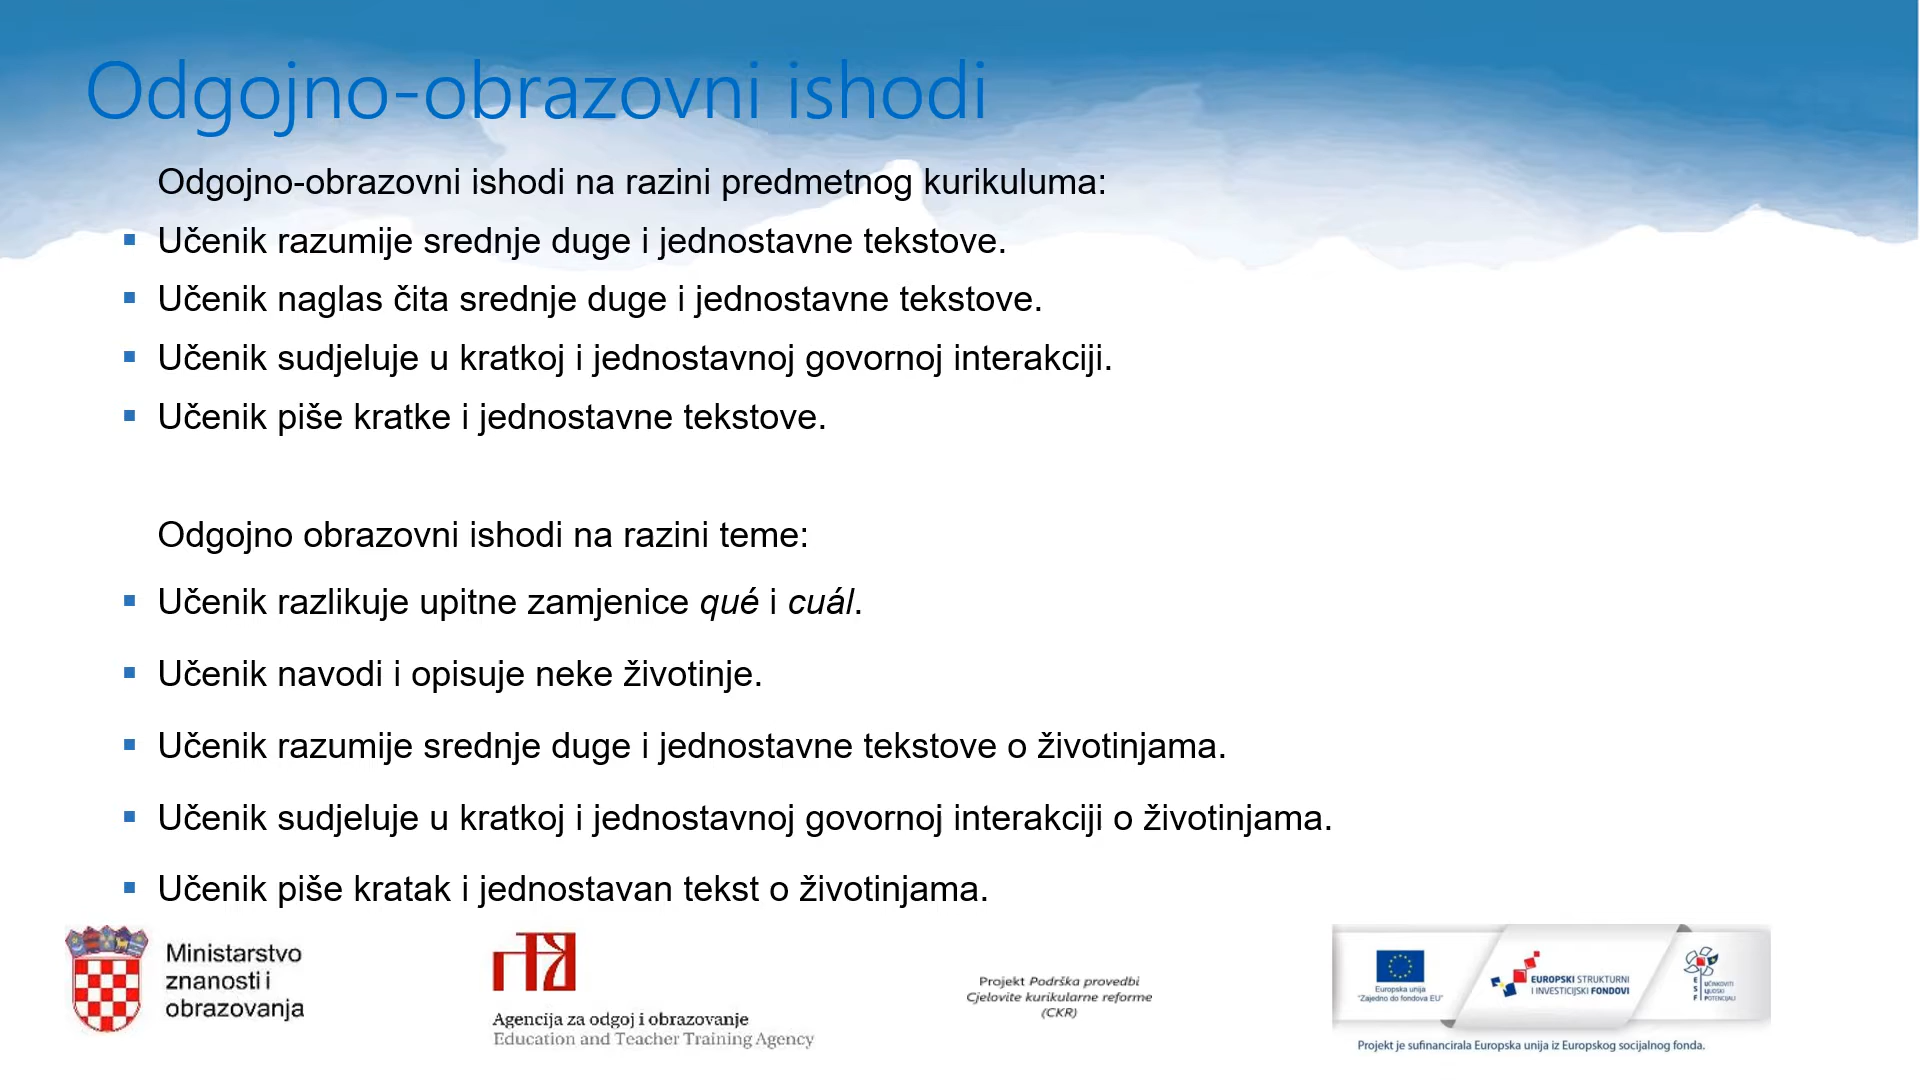 Odgojno-obrazovni ishodi
Odgojno-obrazovni ishodi na razini predmetnog kurikuluma:
Učenik razumije srednje duge i jednostavne tekstove.
Učenik naglas čita srednje duge i jednostavne tekstove.
Učenik sudjeluje u kratkoj i jednostavnoj govornoj interakciji.
Učenik piše kratke i jednostavne tekstove.
Odgojno obrazovni ishodi na razini teme:
Učenik razlikuje upitne zamjenice qué i cuál.
Učenik navodi i opisuje neke životinje.
Učenik razumije srednje duge i jednostavne tekstove o životinjama.
Učenik sudjeluje u kratkoj i jednostavnoj govornoj interakciji o životinjama.
Učenik piše kratak i jednostavan tekst o životinjama.
Ministarstvo
znanosti i
obrazovanja
Agencija za odgoj i obrazovanje
Education and Teacher Training Agency
Projekt Podrška provedbi
Cjelovite kurikularne reforme
(CKR)
Europska unija
"Zajedno do fondova EU"
EUROPSKI STRUKTURNI
I INVESTICIJSKI FONDOVI
ESF
UČINKOVITI
LJUDSKI
POTENCIJALI
Projekt je sufinancirala Europska unija iz Europskog socijalnog fonda.